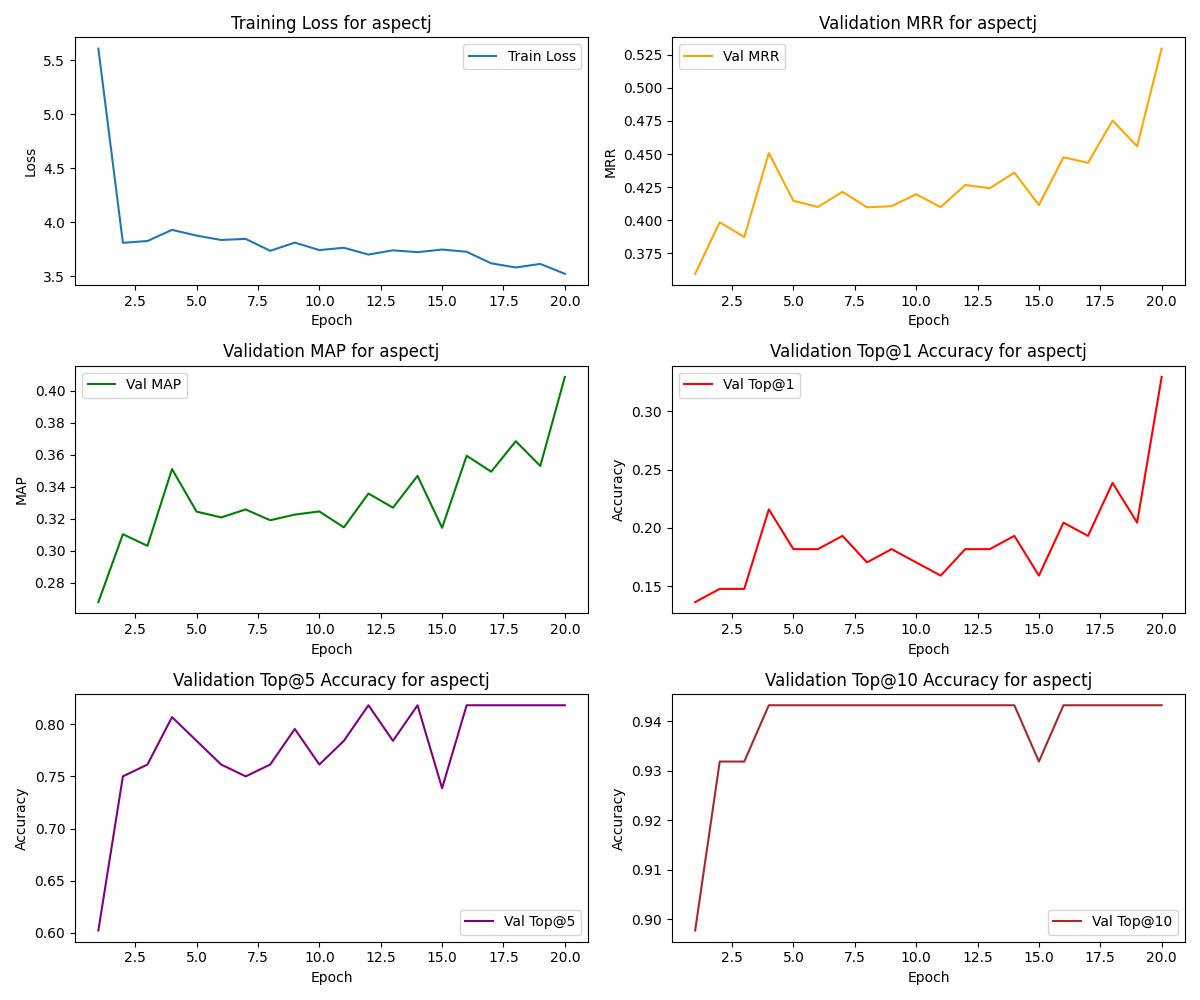 Training Loss for aspectj
Train Loss
5.5
5.0
4.5
4.0
3.5
Loss
2.5 5.0 7.5 10.0 12.5 15.0 17.5 20.0
Epoch
Validation MRR for aspectj
Val MRR
0.525
0.500
0.475
0.450
0.425
0.400
0.375
MRR
2.5 5.0 7.5 10.0 12.5 15.0 17.5 20.0
Epoch
Validation MAP for aspectj
Val MAP
0.40
0.38
0.36
0.34
0.32
0.30
0.28
MAP
2.5 5.0 7.5 10.0 12.5 15.0 17.5 20.0
Epoch
Validation Top@1 Accuracy for aspectj
Val Top@1
0.30
0.25
0.20
0.15
Accuracy
2.5 5.0 7.5 10.0 12.5 15.0 17.5 20.0
Epoch
Validation Top@5 Accuracy for aspectj
0.80
0.75
0.70
0.65
0.60
Accuracy
Val Top@5
2.5 5.0 7.5 10.0 12.5 15.0 17.5 20.0
Epoch
Validation Top@10 Accuracy for aspectj
0.94
0.93
0.92
0.91
0.90
Accuracy
Val Top@10
2.5 5.0 7.5 10.0 12.5 15.0 17.5 20.0
Epoch